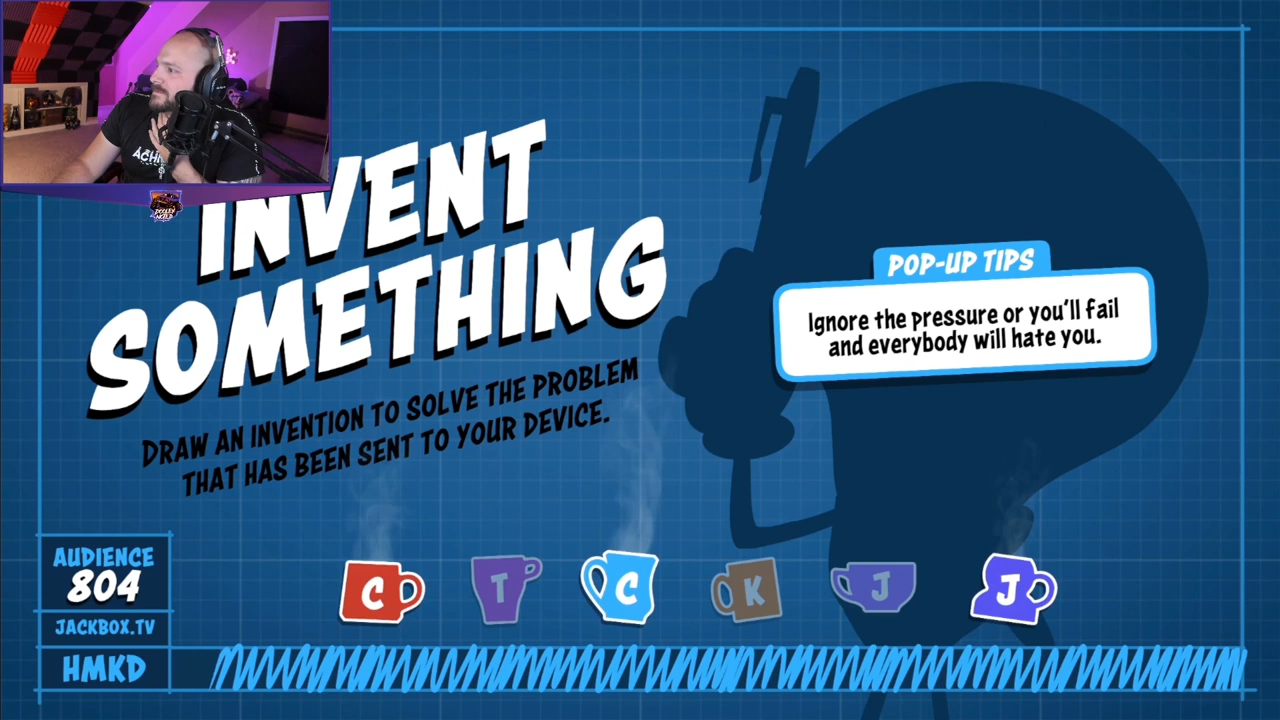 INVENT
SOMETHING
DRAW AN INVENTION TO SOLVE THE PROBLEM
THAT HAS BEEN SENT TO YOUR DEVICE.
POP-UP TIPS
Ignore the pressure or you'll fail
and everybody will hate you.
AUDIENCE
804
JACKBOX.TV
HMKD
C
T
C
K
J
J